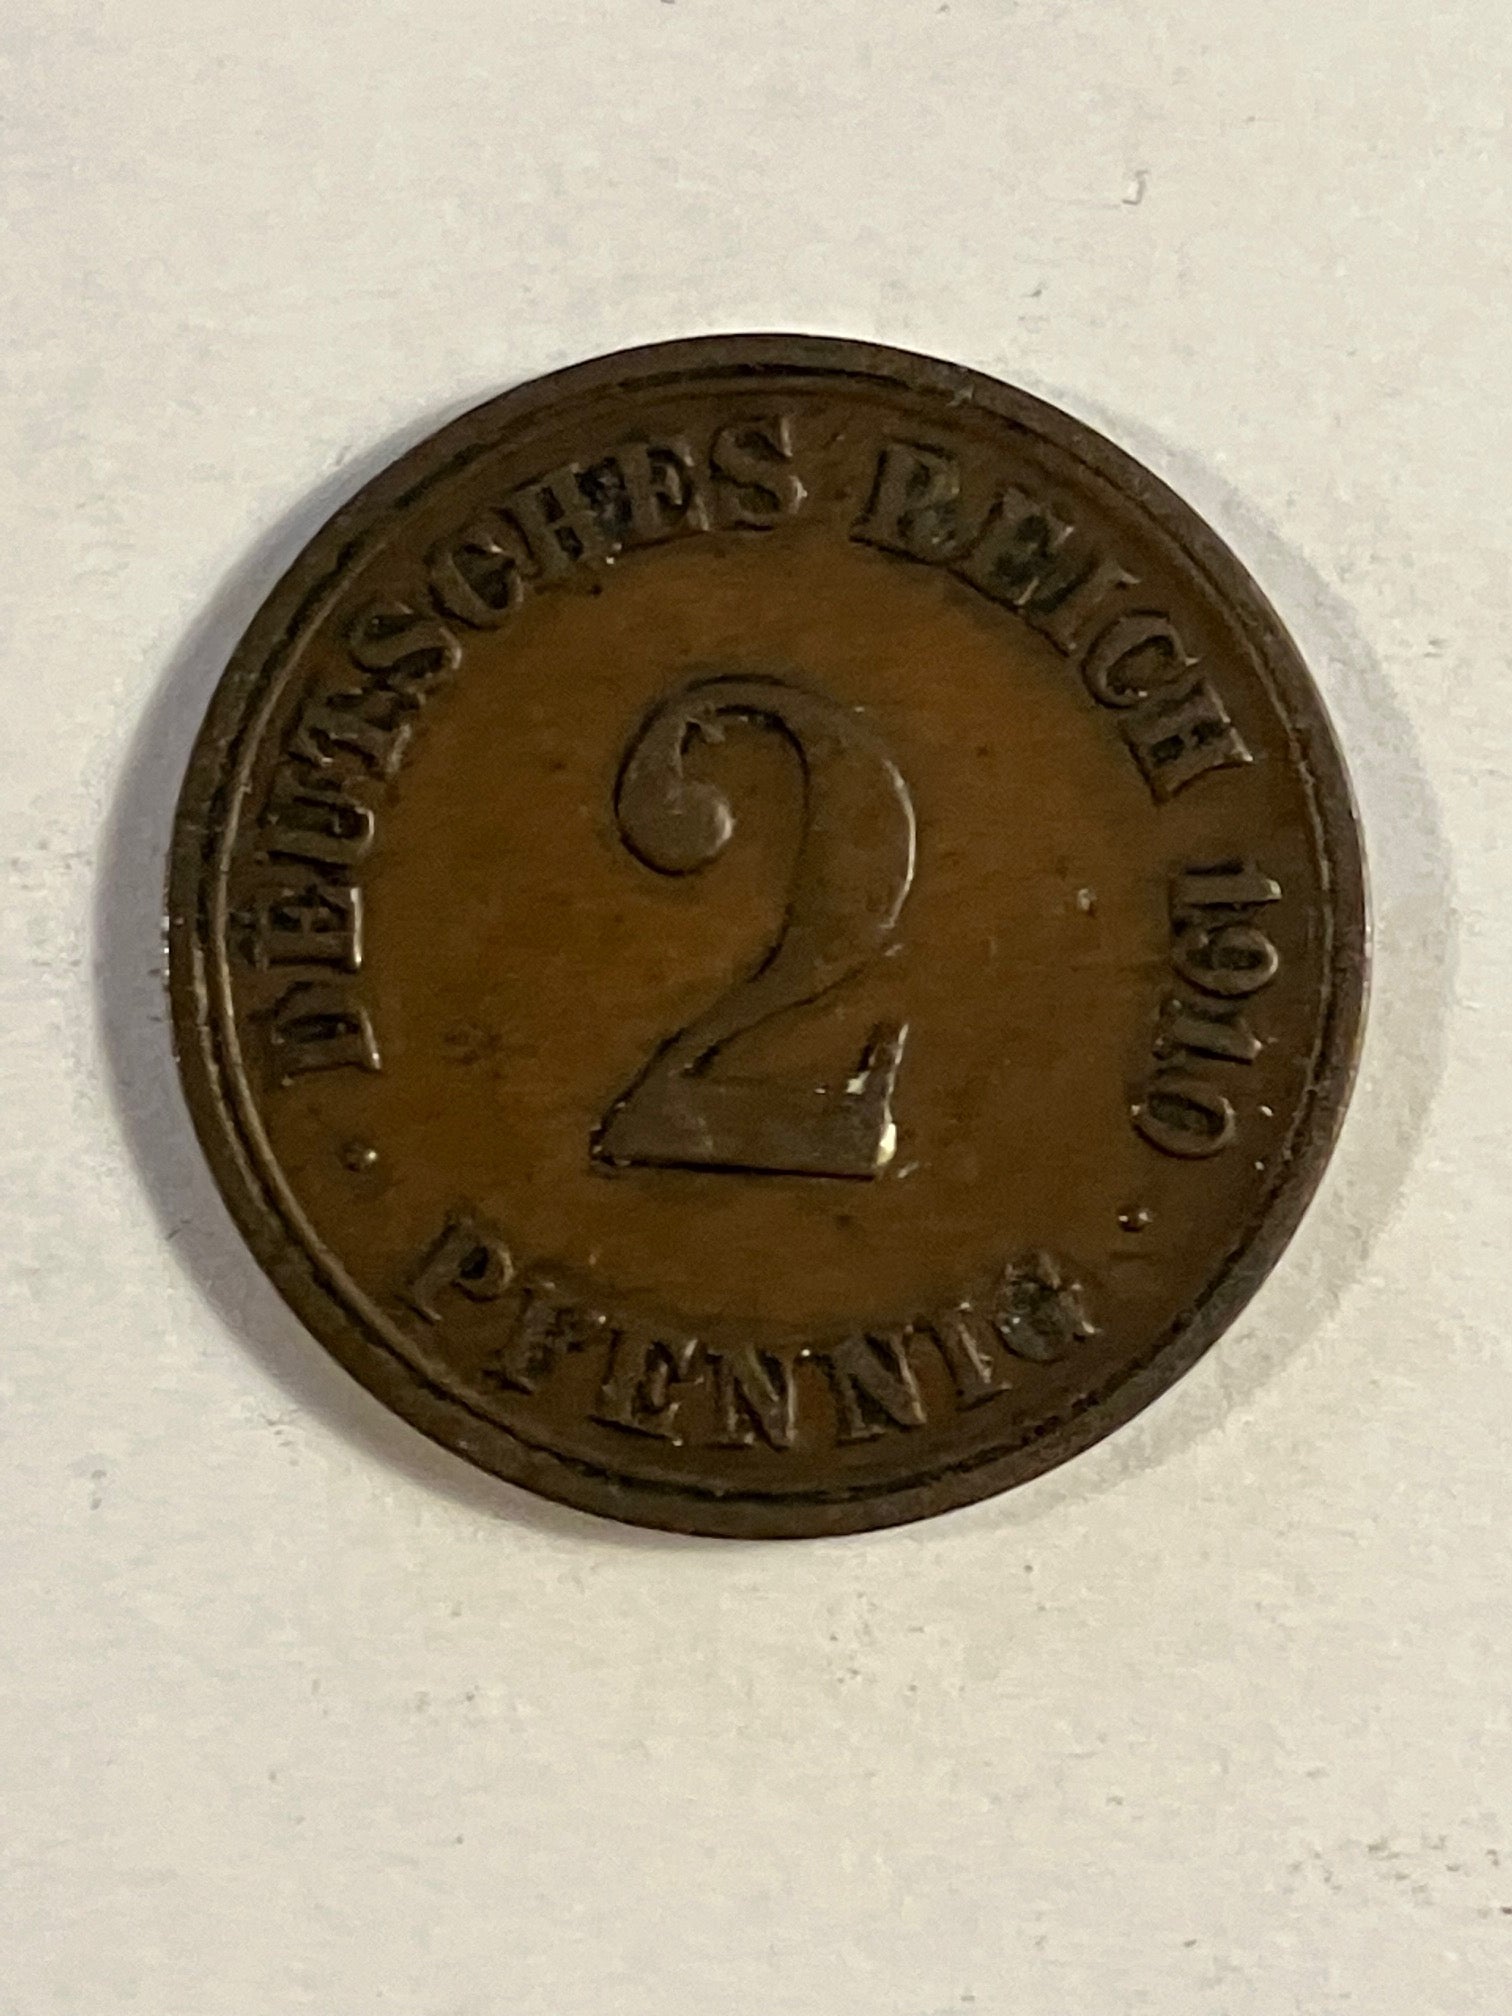 DEUTSCHES REICH 1910
2
· PFENNIG ·